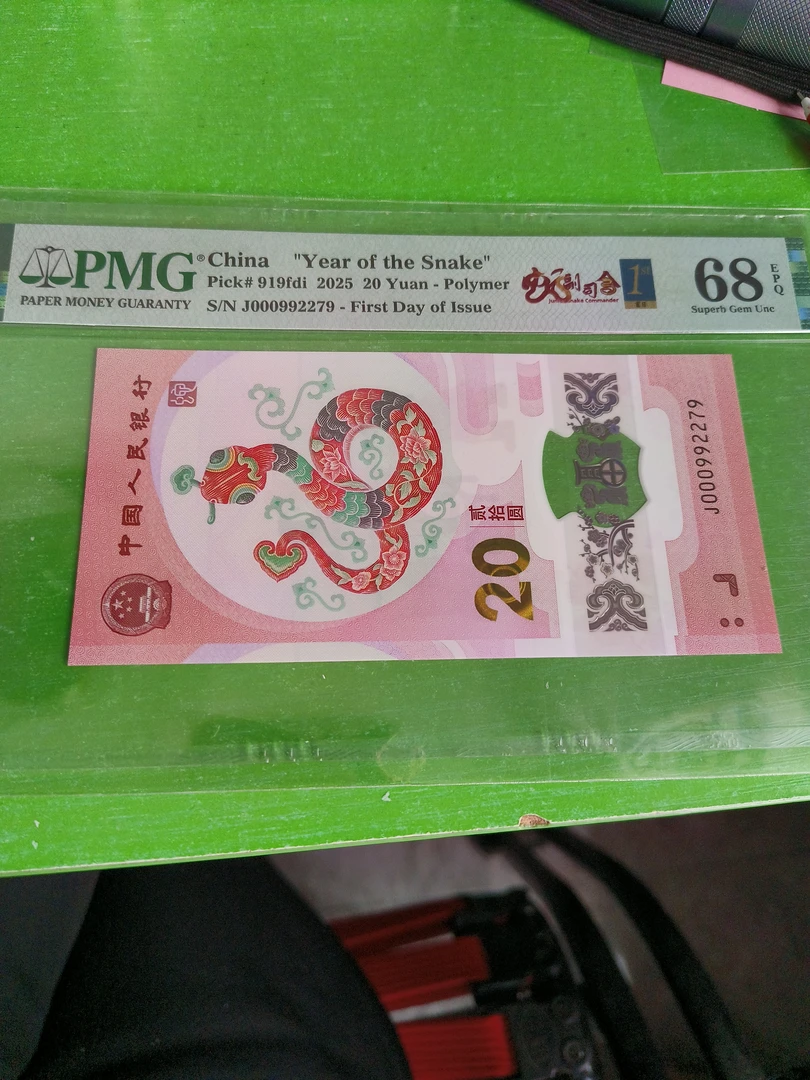 PMG®
PAPER MONEY GUARANTY
China "Year of the Snake"
Pick# 919fdi 2025 20 Yuan - Polymer
S/N J000992279 - First Day of Issue
1st
68
EPQ
Superb Gem Unc
中国人民银行
贰拾圆
20
J000992279